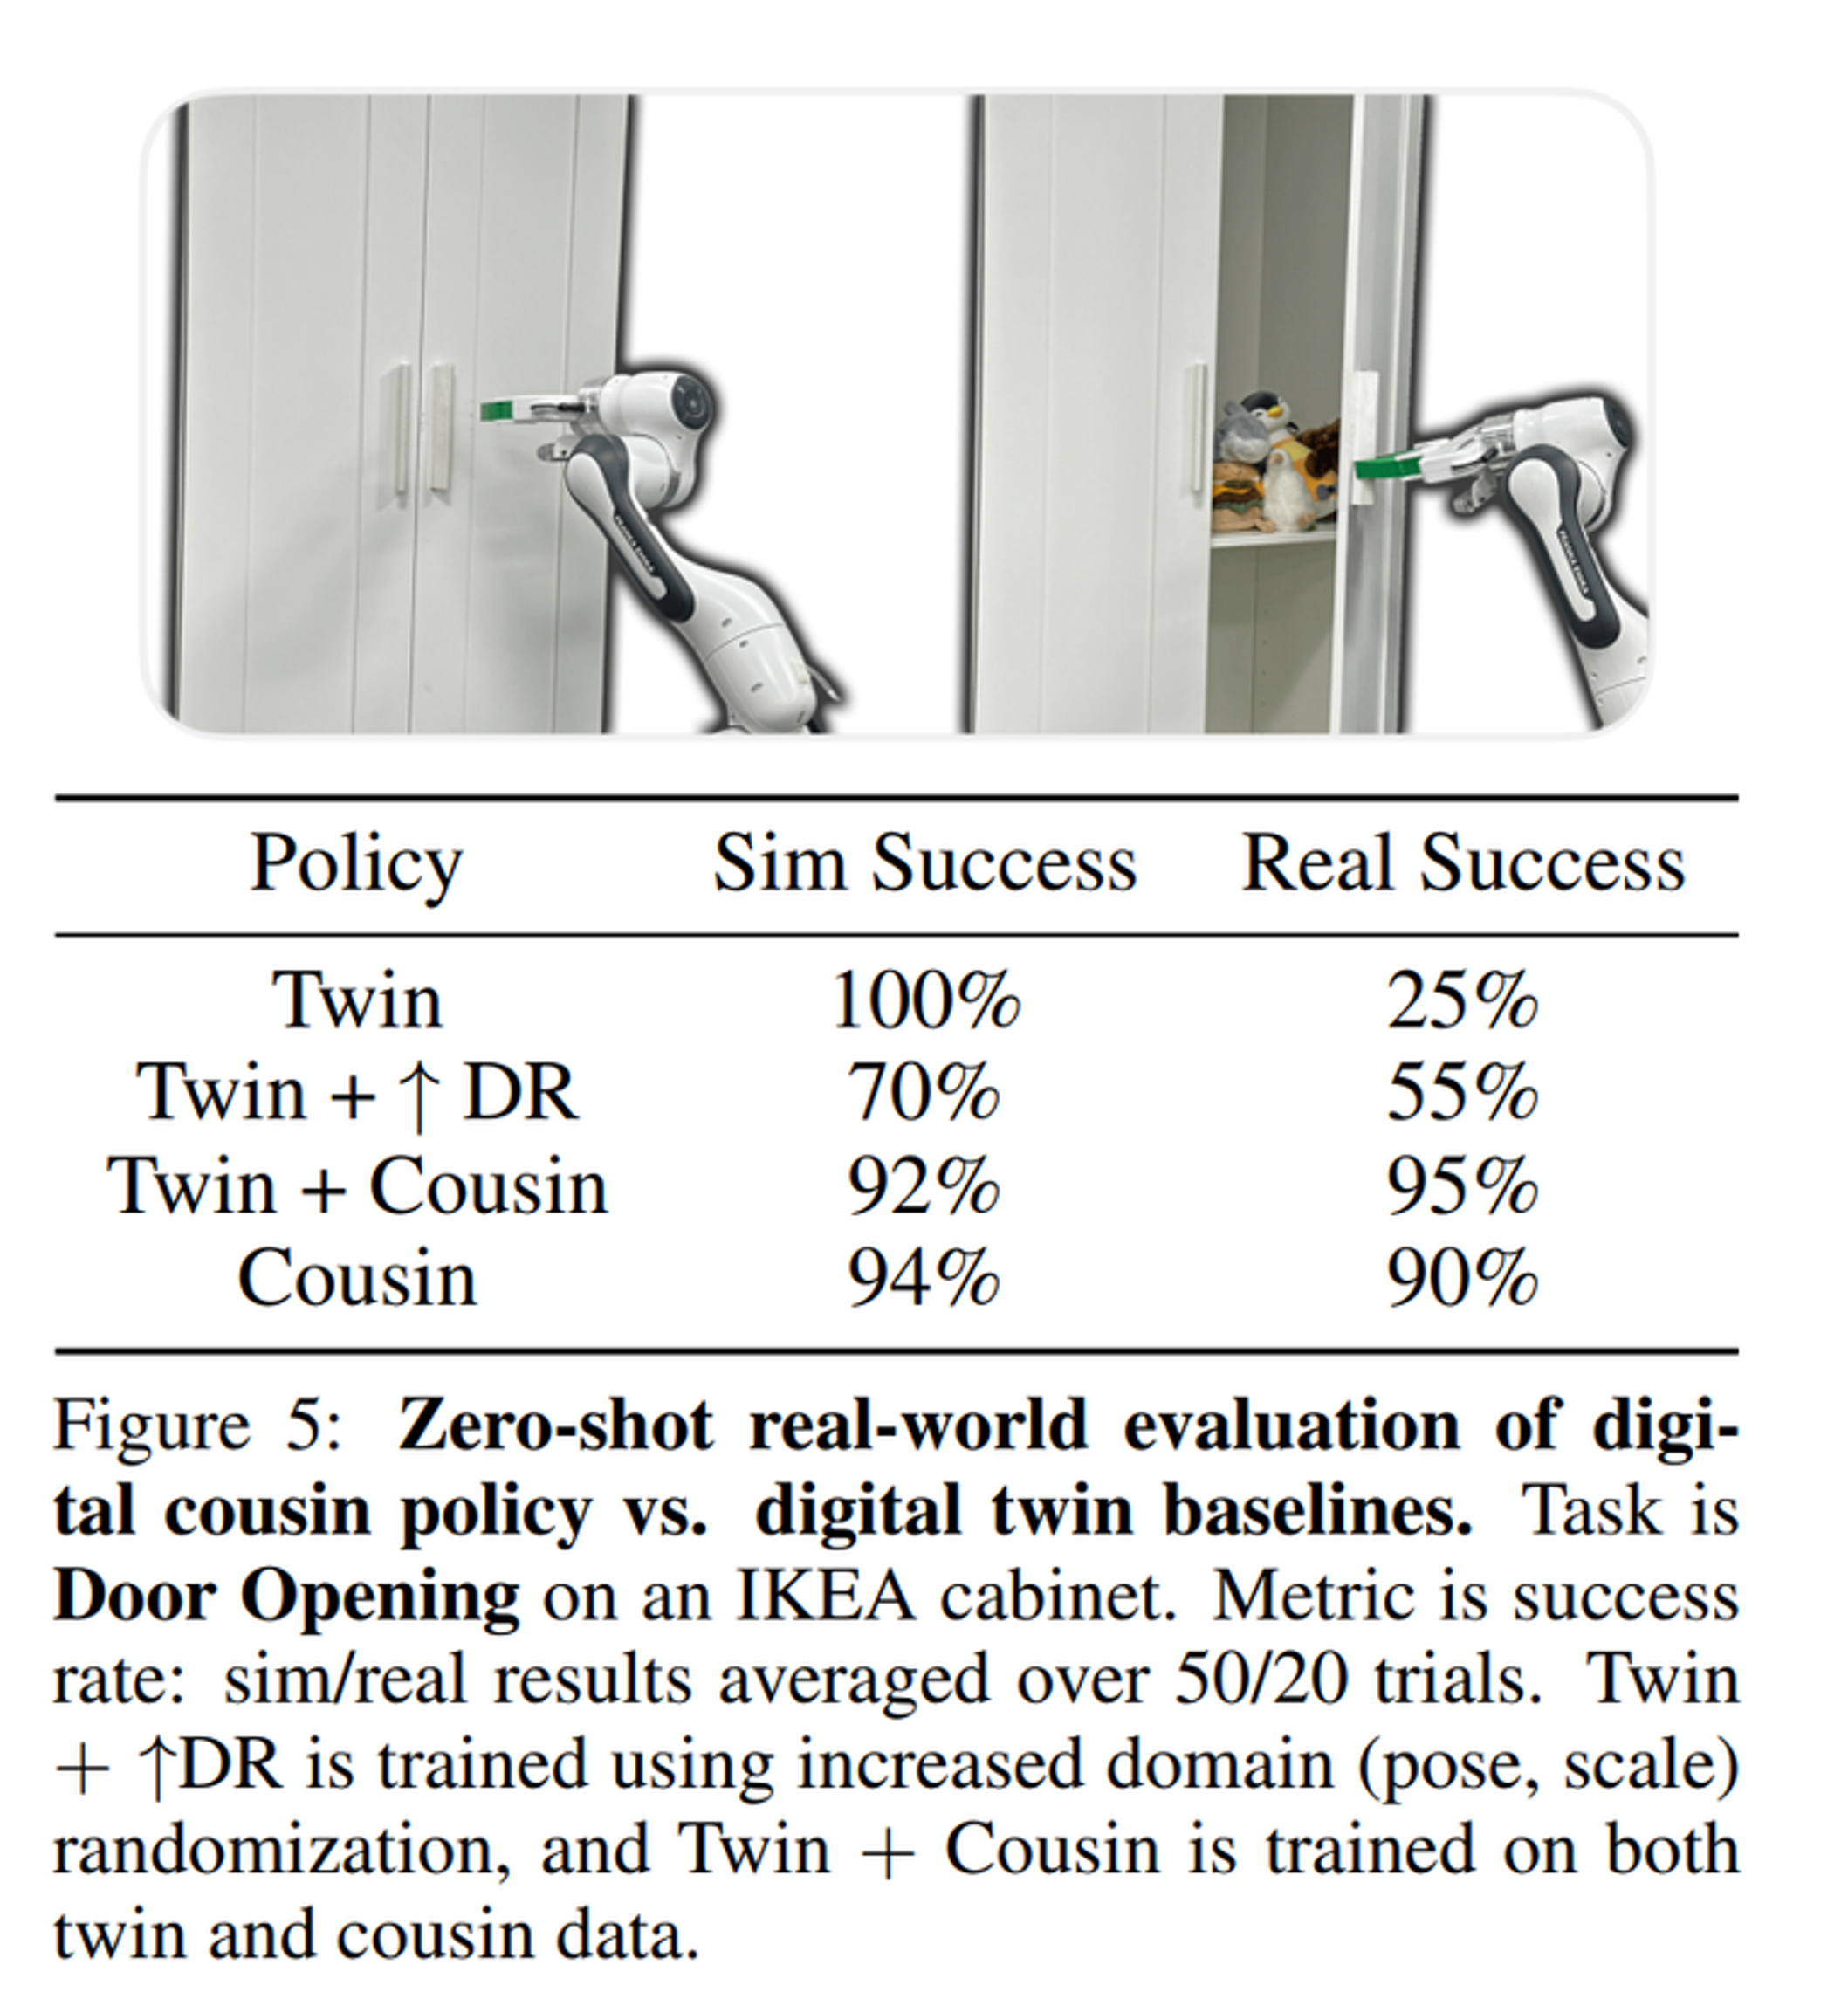 Policy Sim Success Real Success
Twin 100% 25%
Twin + ↑ DR 70% 55%
Twin + Cousin 92% 95%
Cousin 94% 90%
Figure 5: Zero-shot real-world evaluation of digi-
tal cousin policy vs. digital twin baselines. Task is
Door Opening on an IKEA cabinet. Metric is success
rate: sim/real results averaged over 50/20 trials. Twin
+ ↑DR is trained using increased domain (pose, scale)
randomization, and Twin + Cousin is trained on both
twin and cousin data.